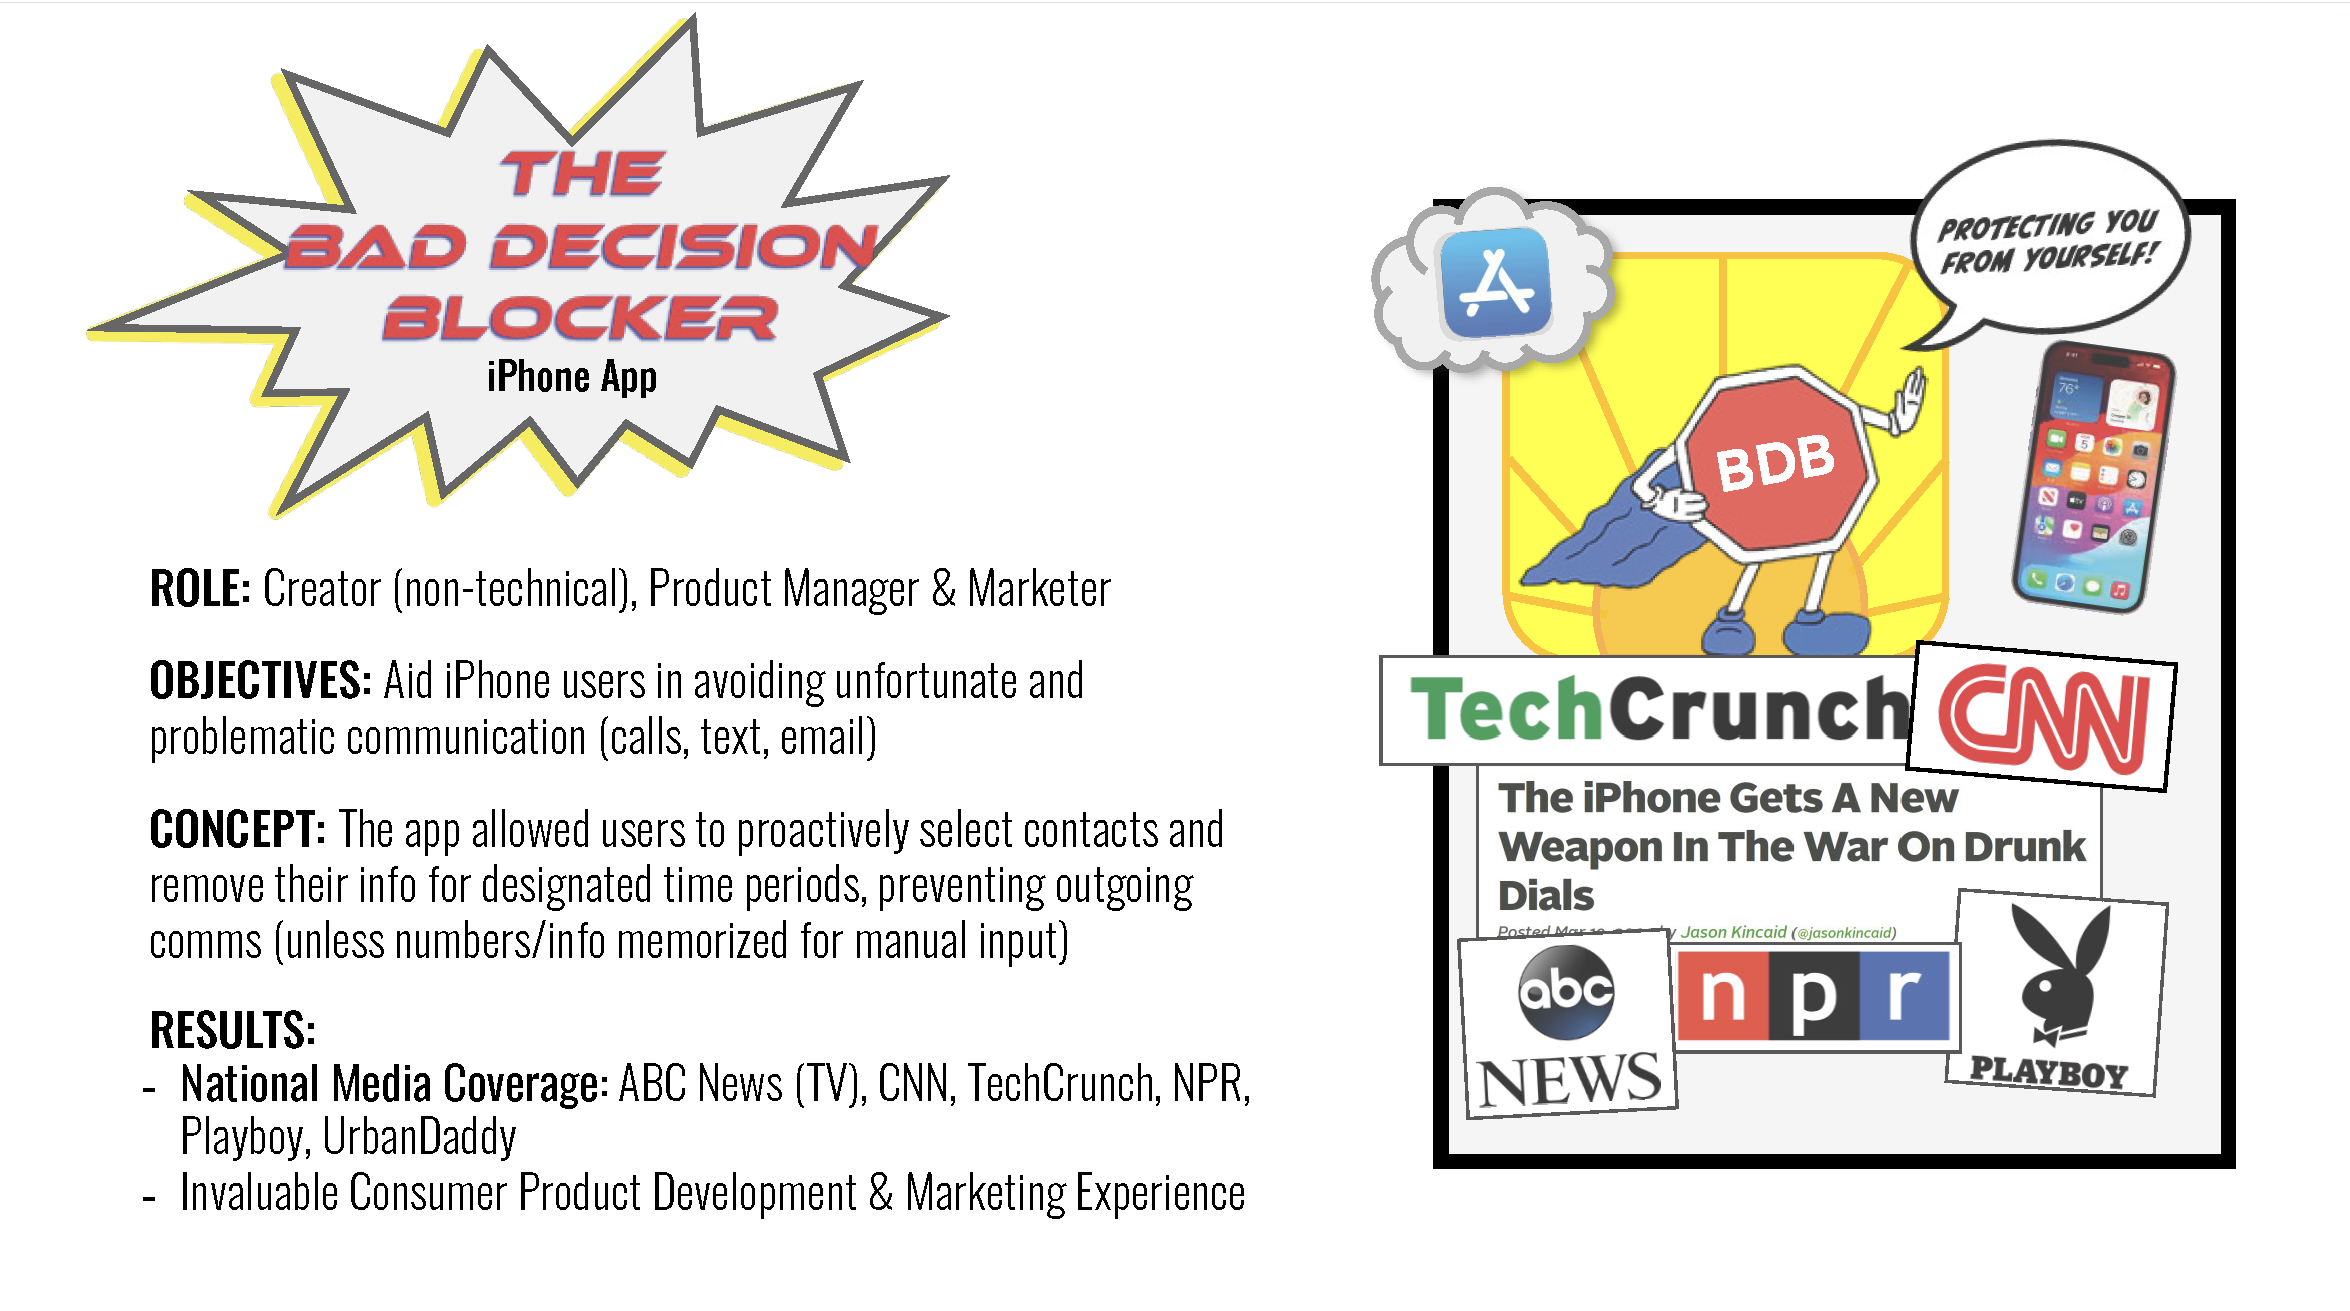 THE
BAD DECISION
BLOCKER
iPhone App
ROLE: Creator (non-technical), Product Manager & Marketer
OBJECTIVES: Aid iPhone users in avoiding unfortunate and
problematic communication (calls, text, email)
CONCEPT: The app allowed users to proactively select contacts and
remove their info for designated time periods, preventing outgoing
comms (unless numbers/info memorized for manual input)
RESULTS:
- National Media Coverage: ABC News (TV), CNN, TechCrunch, NPR,
Playboy, UrbanDaddy
- Invaluable Consumer Product Development & Marketing Experience
PROTECTING YOU
FROM YOURSELF!
BDB
76°
5
TechCrunch
CNN
The iPhone Gets A New
Weapon In The War On Drunk
Dials
Posted Mar Jason Kincaid (@jasonkincaid)
abc
NEWS
npr
PLAYBOY